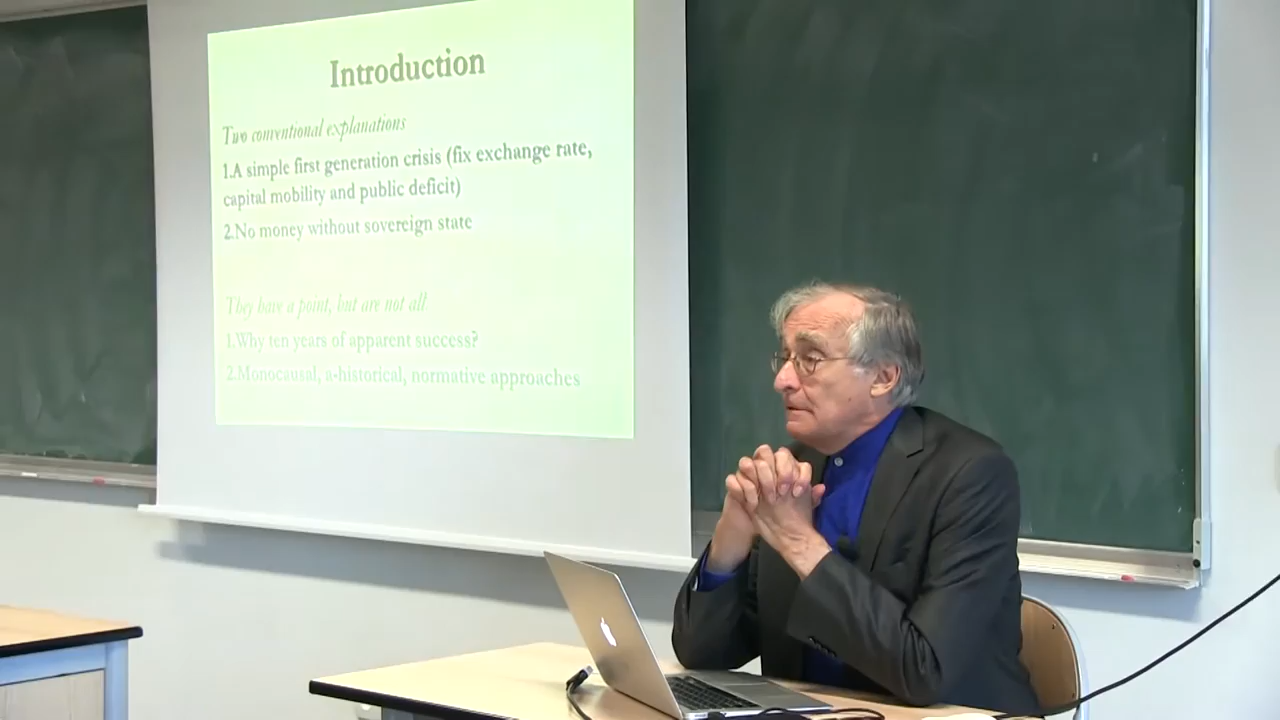 Introduction
Two conventional explanations
1.A simple first generation crisis (fix exchange rate,
capital mobility and public deficit)
2.No money without sovereign state
They have a point, but are not all
1.Why ten years of apparent success?
2.Monocausal, a-historical, normative approaches